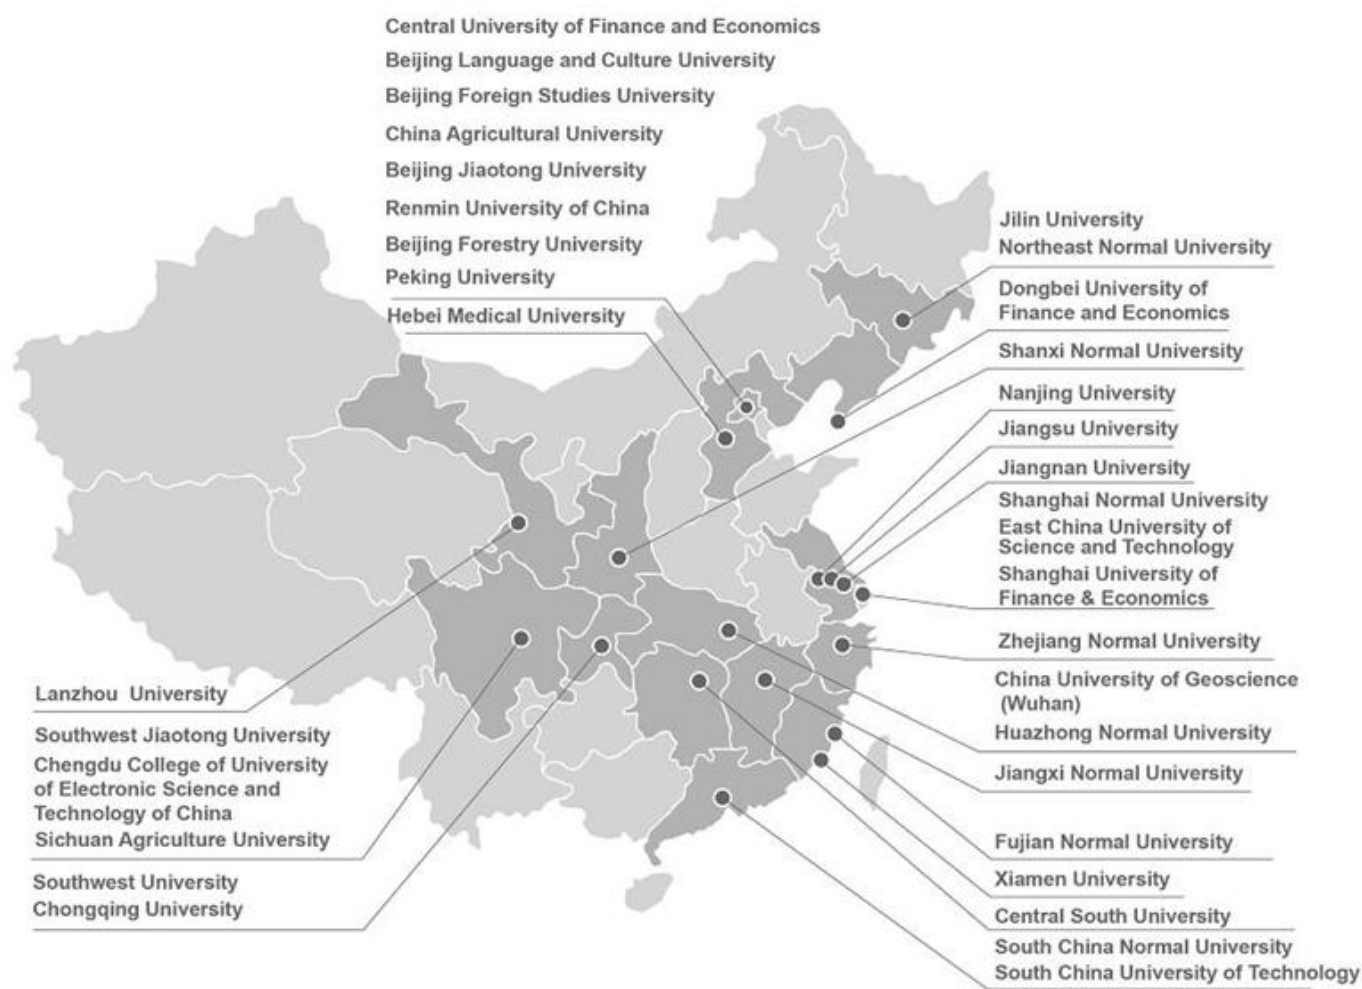 Central University of Finance and Economics
Beijing Language and Culture University
Beijing Foreign Studies University
China Agricultural University
Beijing Jiaotong University
Renmin University of China
Beijing Forestry University
Peking University
Hebei Medical University
Jilin University
Northeast Normal University
Dongbei University of
Finance and Economics
Shanxi Normal University
Nanjing University
Jiangsu University
Jiangnan University
Shanghai Normal University
East China University of
Science and Technology
Shanghai University of
Finance & Economics
Zhejiang Normal University
China University of Geoscience
(Wuhan)
Huazhong Normal University
Jiangxi Normal University
Fujian Normal University
Xiamen University
Central South University
South China Normal University
South China University of Technology
Lanzhou University
Southwest Jiaotong University
Chengdu College of University
of Electronic Science and
Technology of China
Sichuan Agriculture University
Southwest University
Chongqing University